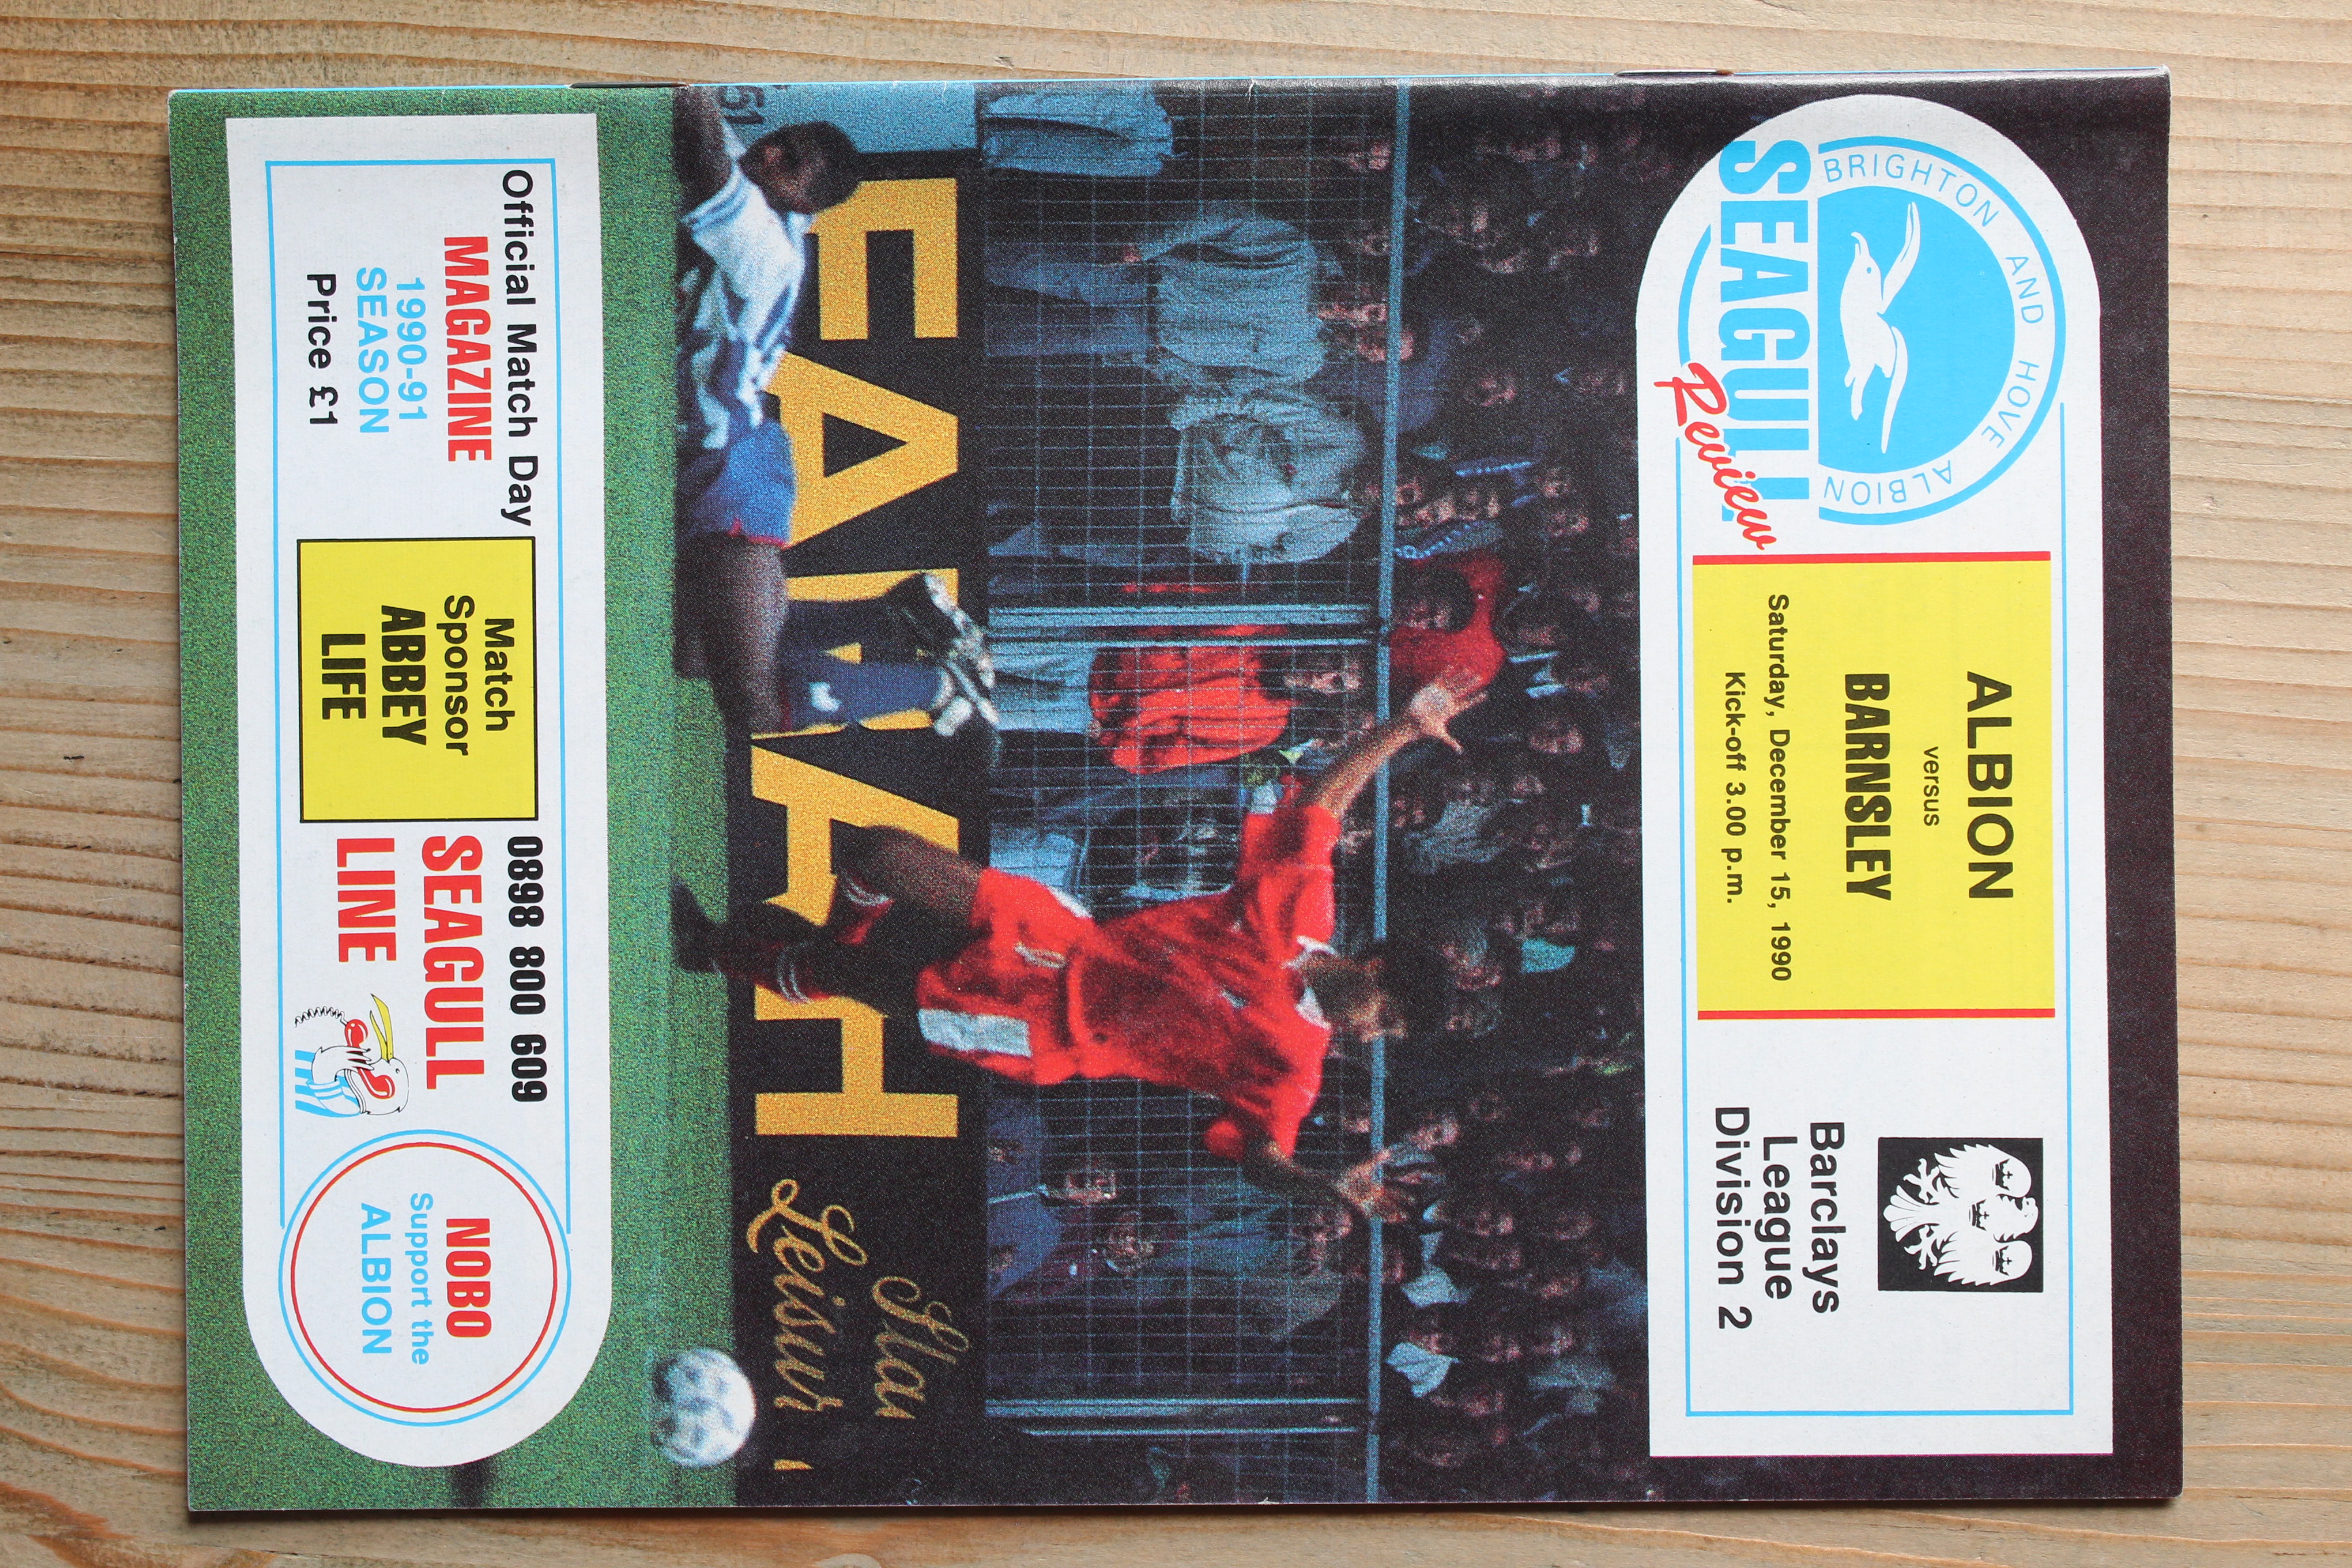 BRIGHTON AND HOVE ALBION
SEAGULL
Review
ALBION
versus
BARNSLEY
Saturday, December 15, 1990
Kick-off 3.00 p.m.
Barclays
League
Division 2
51
Leisur
Official Match Day
MAGAZINE
1990-91
SEASON
Price £1
Match
Sponsor
ABBEY
LIFE
0898 800 609
SEAGULL
LINE
NOBO
Support the
ALBION